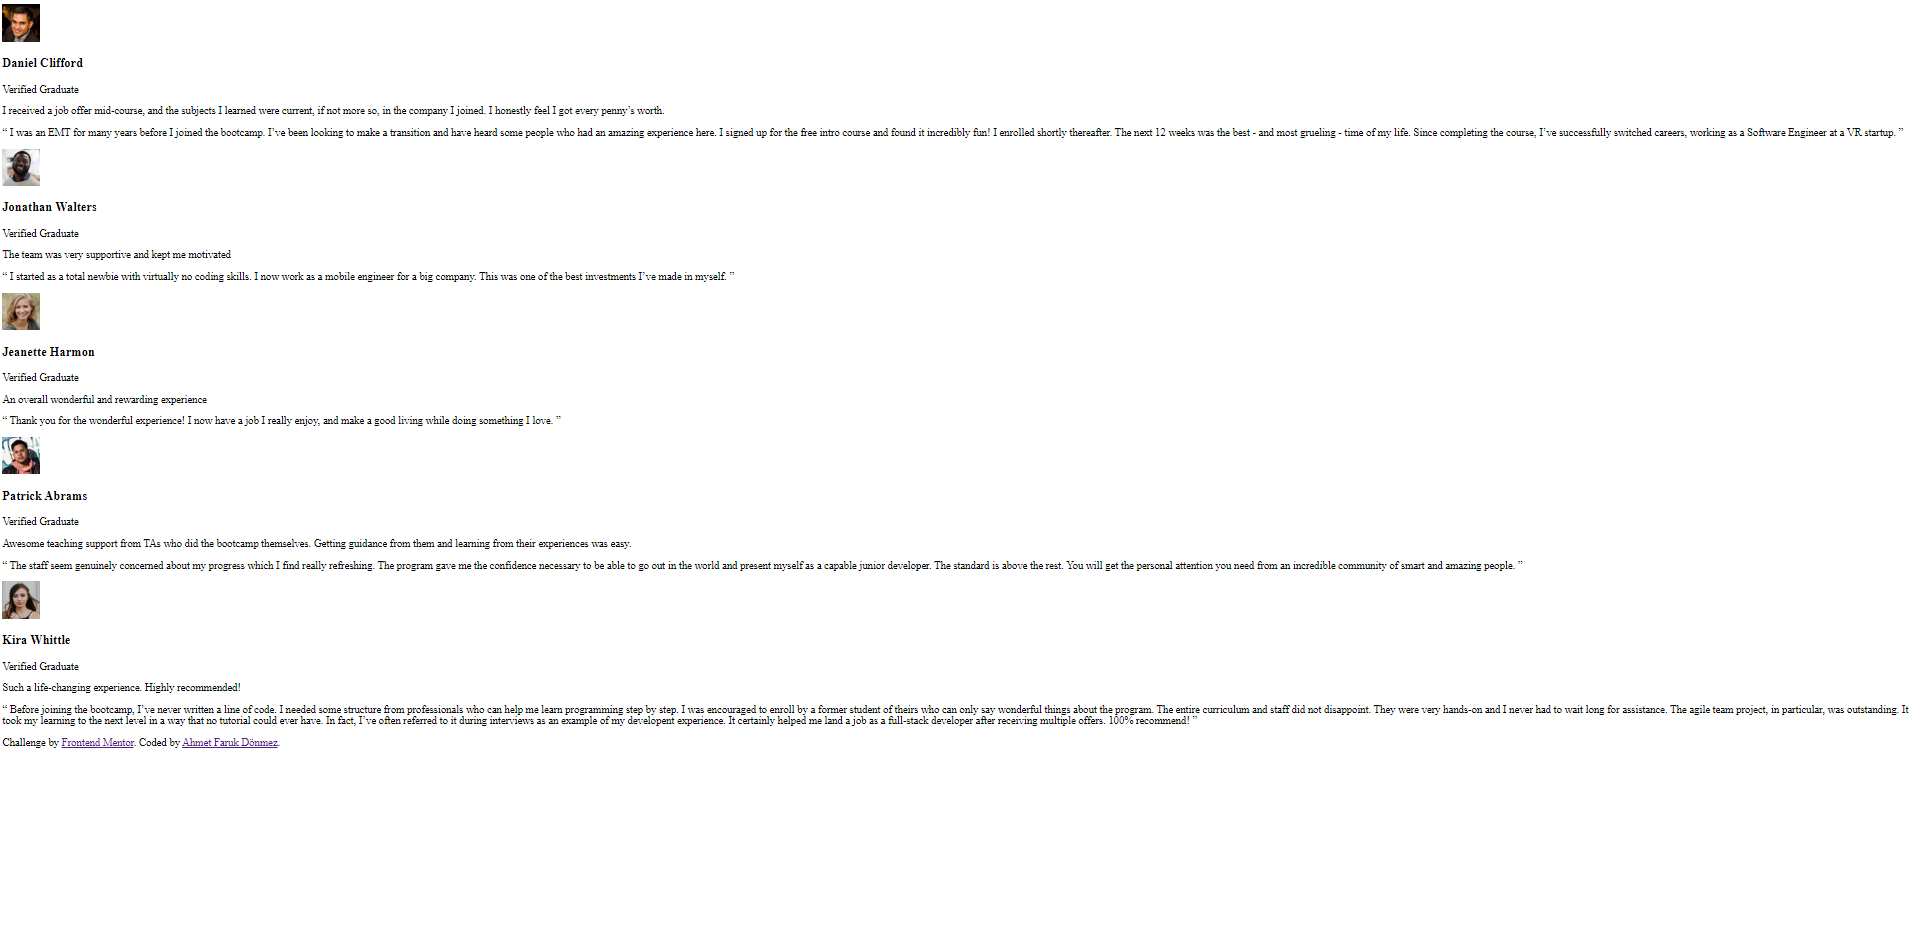 Daniel Clifford
Verified Graduate
I received a job offer mid-course, and the subjects I learned were current, if not more so, in the company I joined. I honestly feel I got every penny’s worth.
“ I was an EMT for many years before I joined the bootcamp. I’ve been looking to make a transition and have heard some people who had an amazing experience here. I signed up for the free intro course and found it incredibly fun! I enrolled shortly thereafter. The next 12 weeks was the best - and most grueling - time of my life. Since completing the course, I’ve successfully switched careers, working as a Software Engineer at a VR startup. ”
Jonathan Walters
Verified Graduate
The team was very supportive and kept me motivated
“ I started as a total newbie with virtually no coding skills. I now work as a mobile engineer for a big company. This was one of the best investments I’ve made in myself. ”
Jeanette Harmon
Verified Graduate
An overall wonderful and rewarding experience
“ Thank you for the wonderful experience! I now have a job I really enjoy, and make a good living while doing something I love. ”
Patrick Abrams
Verified Graduate
Awesome teaching support from TAs who did the bootcamp themselves. Getting guidance from them and learning from their experiences was easy.
“ The staff seem genuinely concerned about my progress which I find really refreshing. The program gave me the confidence necessary to be able to go out in the world and present myself as a capable junior developer. The standard is above the rest. You will get the personal attention you need from an incredible community of smart and amazing people. ”
Kira Whittle
Verified Graduate
Such a life-changing experience. Highly recommended!
“ Before joining the bootcamp, I’ve never written a line of code. I needed some structure from professionals who can help me learn programming step by step. I was encouraged to enroll by a former student of theirs who can only say wonderful things about the program. The entire curriculum and staff did not disappoint. They were very hands-on and I never had to wait long for assistance. The agile team project, in particular, was outstanding. It
took my learning to the next level in a way that no tutorial could ever have. In fact, I’ve often referred to it during interviews as an example of my developent experience. It certainly helped me land a job as a full-stack developer after receiving multiple offers. 100% recommend! ”
Challenge by Frontend Mentor. Coded by Ahmet Faruk Dönmez.